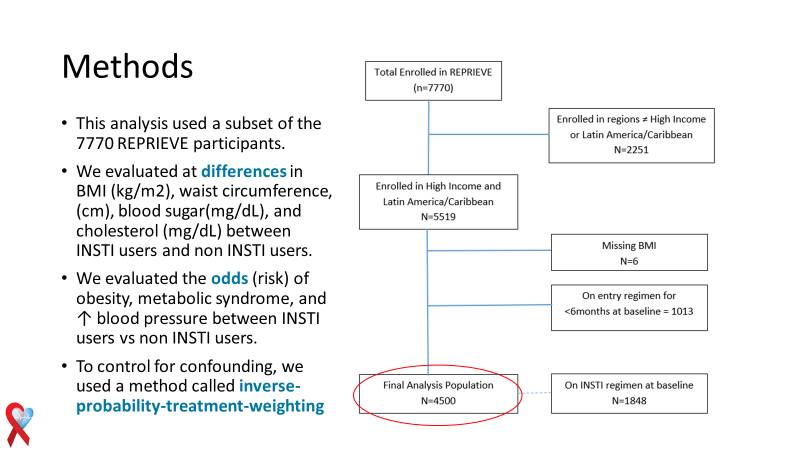 Methods
• This analysis used a subset of the
7770 REPRIEVE participants.
• We evaluated at differences in
BMI (kg/m2), waist circumference,
(cm), blood sugar(mg/dL), and
cholesterol (mg/dL) between
INSTI users and non INSTI users.
• We evaluated the odds (risk) of
obesity, metabolic syndrome, and
↑ blood pressure between INSTI
users vs non INSTI users.
• To control for confounding, we
used a method called inverse-
probability-treatment-weighting
Total Enrolled in REPRIEVE
(n=7770)
Enrolled in regions ≠ High Income
or Latin America/Caribbean
N=2251
Enrolled in High Income and
Latin America/Caribbean
N=5519
Missing BMI
N=6
On entry regimen for
<6months at baseline = 1013
Final Analysis Population
N=4500
On INSTI regimen at baseline
N=1848